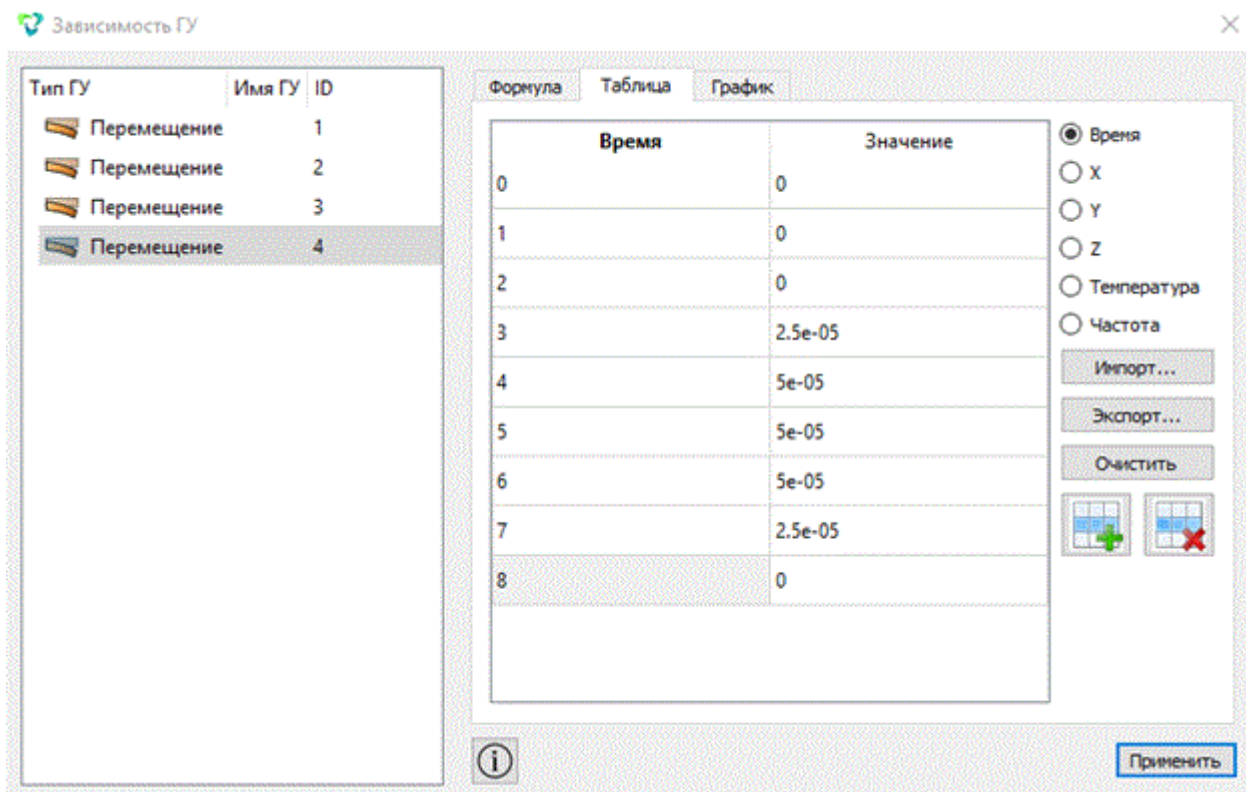 Зависимость ГУ
Тип ГУ Имя ГУ ID
Перемещение 1
Перемещение 2
Перемещение 3
Перемещение 4
Формула Таблица График
Время Значение
0 0
1 0
2 0
3 2.5e-05
4 5e-05
5 5e-05
6 5e-05
7 2.5e-05
8 0
Время
X
Y
Z
Температура
Частота
Импорт...
Экспорт...
Очистить
Применить